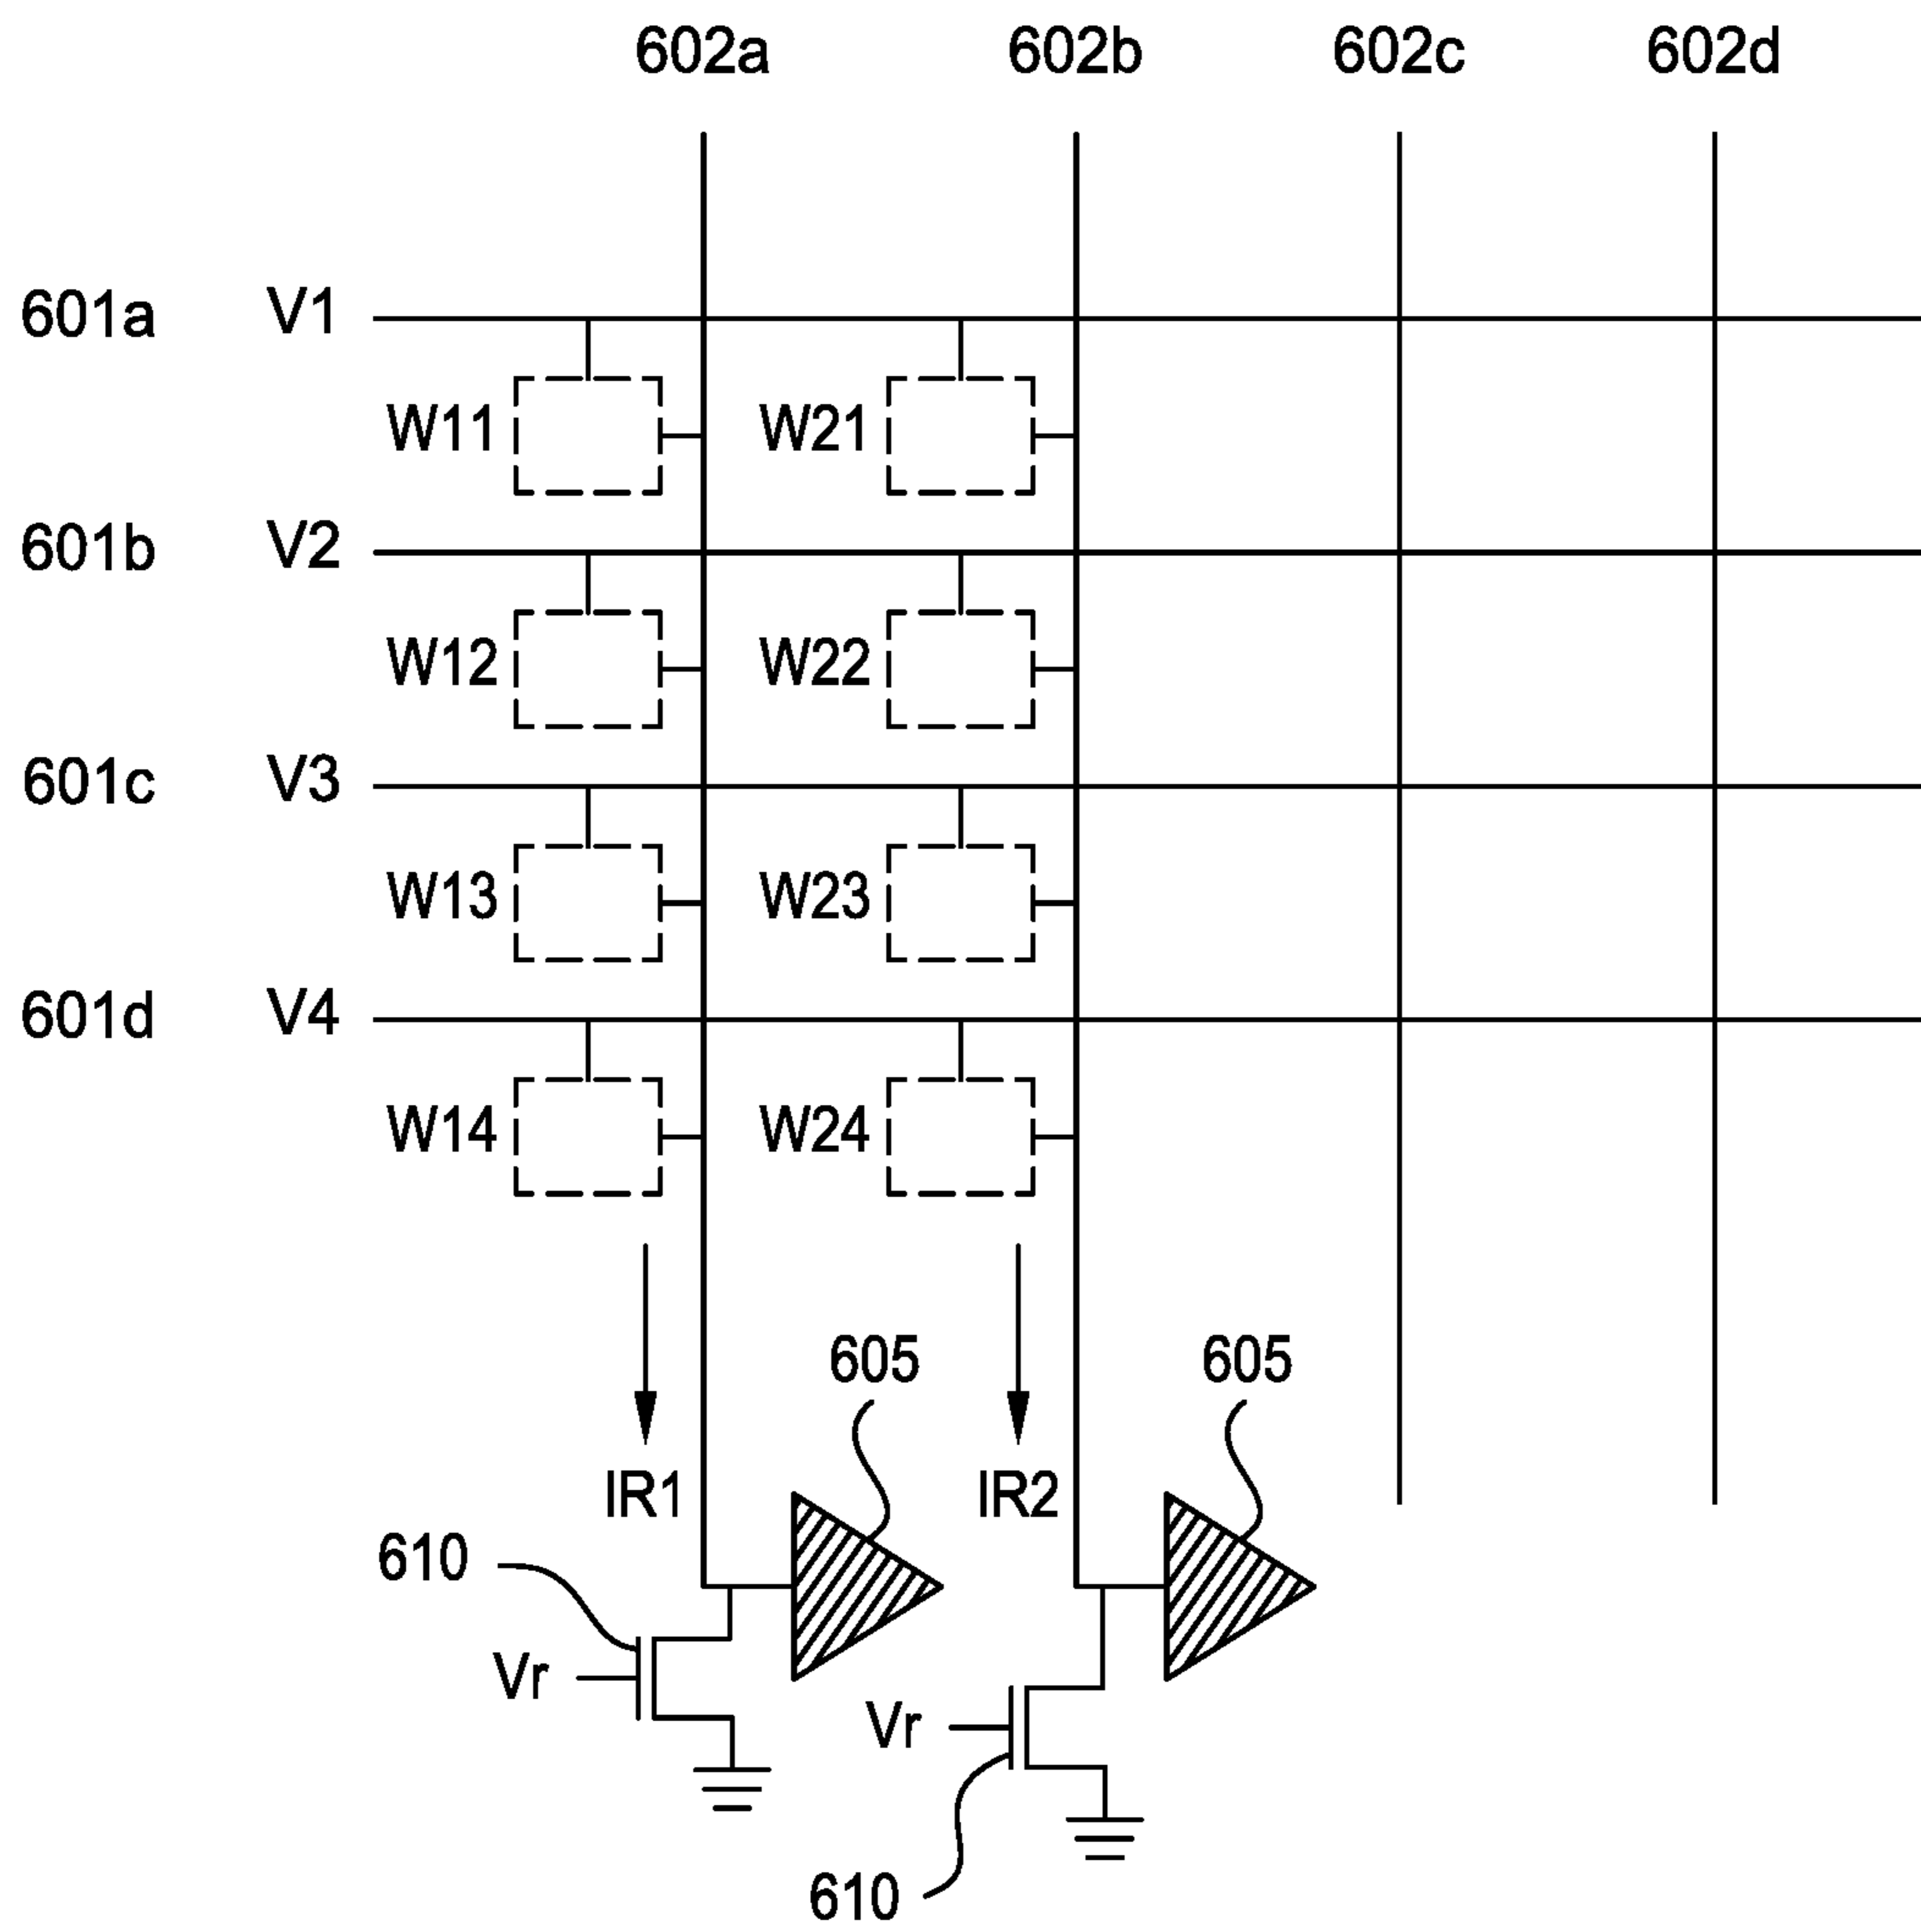 602a 602b 602c 602d
601a V1
W11 W21
601b V2
W12 W22
601c V3
W13 W23
601d V4
W14 W24
605 605
IR1 IR2
610
Vr
Vr
610